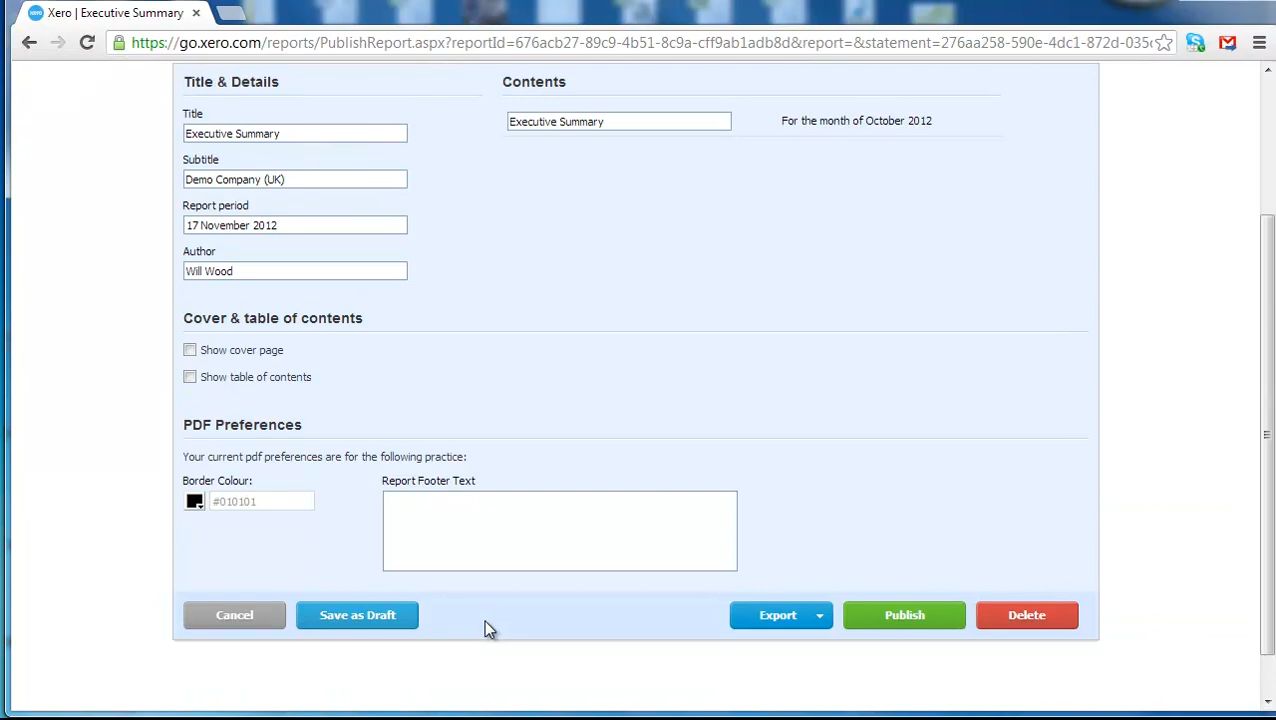 Xero | Executive Summary
https://go.xero.com/reports/PublishReport.aspx?reportId=676acb27-89c9-4b51-8c9a-cff9ab1adb8d&report=&statement=276aa258-590e-4dc1-872d-035c
Title & Details
Contents
Title
Executive Summary
Executive Summary
For the month of October 2012
Subtitle
Demo Company (UK)
Report period
17 November 2012
Author
Will Wood
Cover & table of contents
Show cover page
Show table of contents
PDF Preferences
Your current pdf preferences are for the following practice:
Border Colour:
Report Footer Text
#010101
Cancel
Save as Draft
Export
Publish
Delete